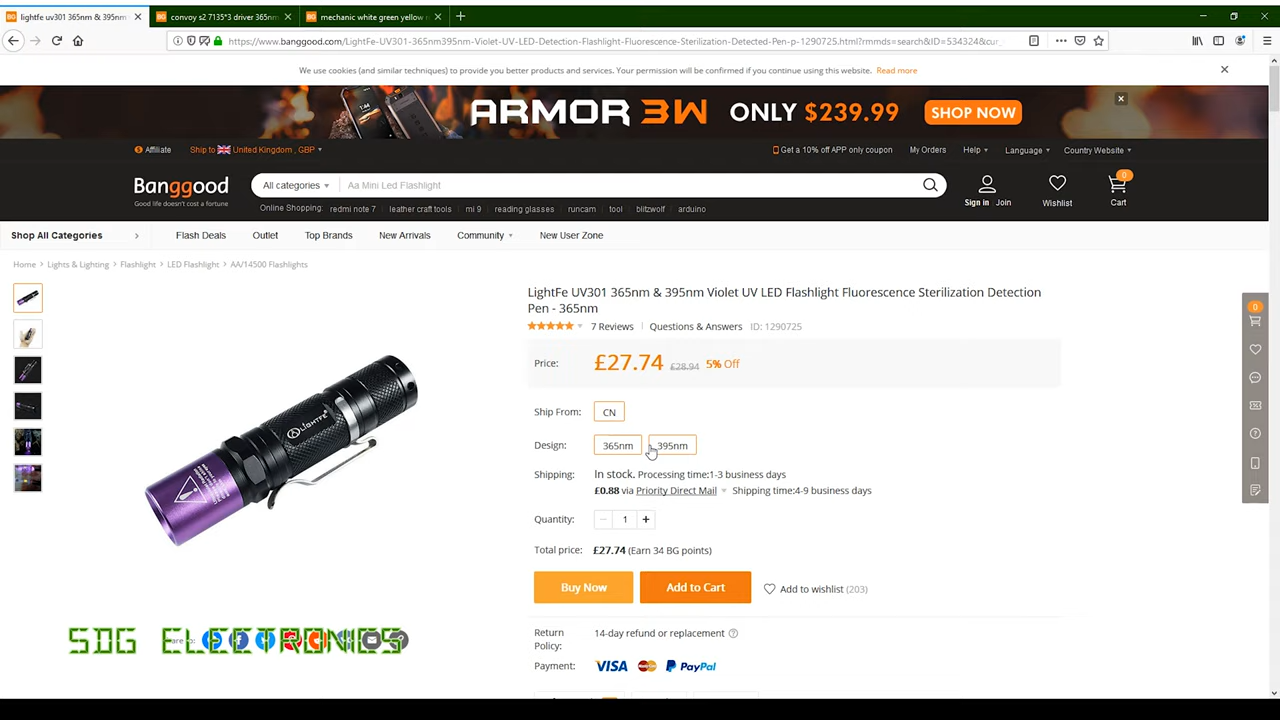 lightfe uv301 365nm & 395nm
convoy s2 7135*3 driver 365nm
mechanic white green yellow r
https://www.banggood.com/LightFe-UV301-365nm395nm-Violet-UV-LED-Detection-Flashlight-Fluorescence-Sterilization-Detected-Pen-p-1290725.html?rmmds=search&ID=534324&cur_
We use cookies (and similar techniques) to provide you better products and services. Your permission will be confirmed if you continue using this website. Read more
ARMOR 3W ONLY $239.99 SHOP NOW
Affiliate Ship to United Kingdom , GBP Get a 10% off APP only coupon My Orders Help Language Country Website
Banggood
Good life doesn't cost a fortune
All categories Aa Mini Led Flashlight
0
Sign in Join Wishlist Cart
Online Shopping: redmi note 7 leather craft tools mi 9 reading glasses runcam tool blitzwolf arduino
Shop All Categories Flash Deals Outlet Top Brands New Arrivals Community New User Zone
Home Lights & Lighting Flashlight LED Flashlight AA/14500 Flashlights
LightFe UV301 365nm & 395nm Violet UV LED Flashlight Fluorescence Sterilization Detection
Pen - 365nm
7 Reviews Questions & Answers ID: 1290725
0
Price: £27.74 £28.94 5% Off
Ship From: CN
LIGHTFE
Design: 365nm 395nm
Shipping: In stock. Processing time:1-3 business days
£0.88 via Priority Direct Mail Shipping time:4-9 business days
Quantity: 1
Total price: £27.74 (Earn 34 BG points)
Buy Now Add to Cart Add to wishlist (203)
SDG ELECTRONICS
Return
Policy:
14-day refund or replacement
Payment: VISA PayPal